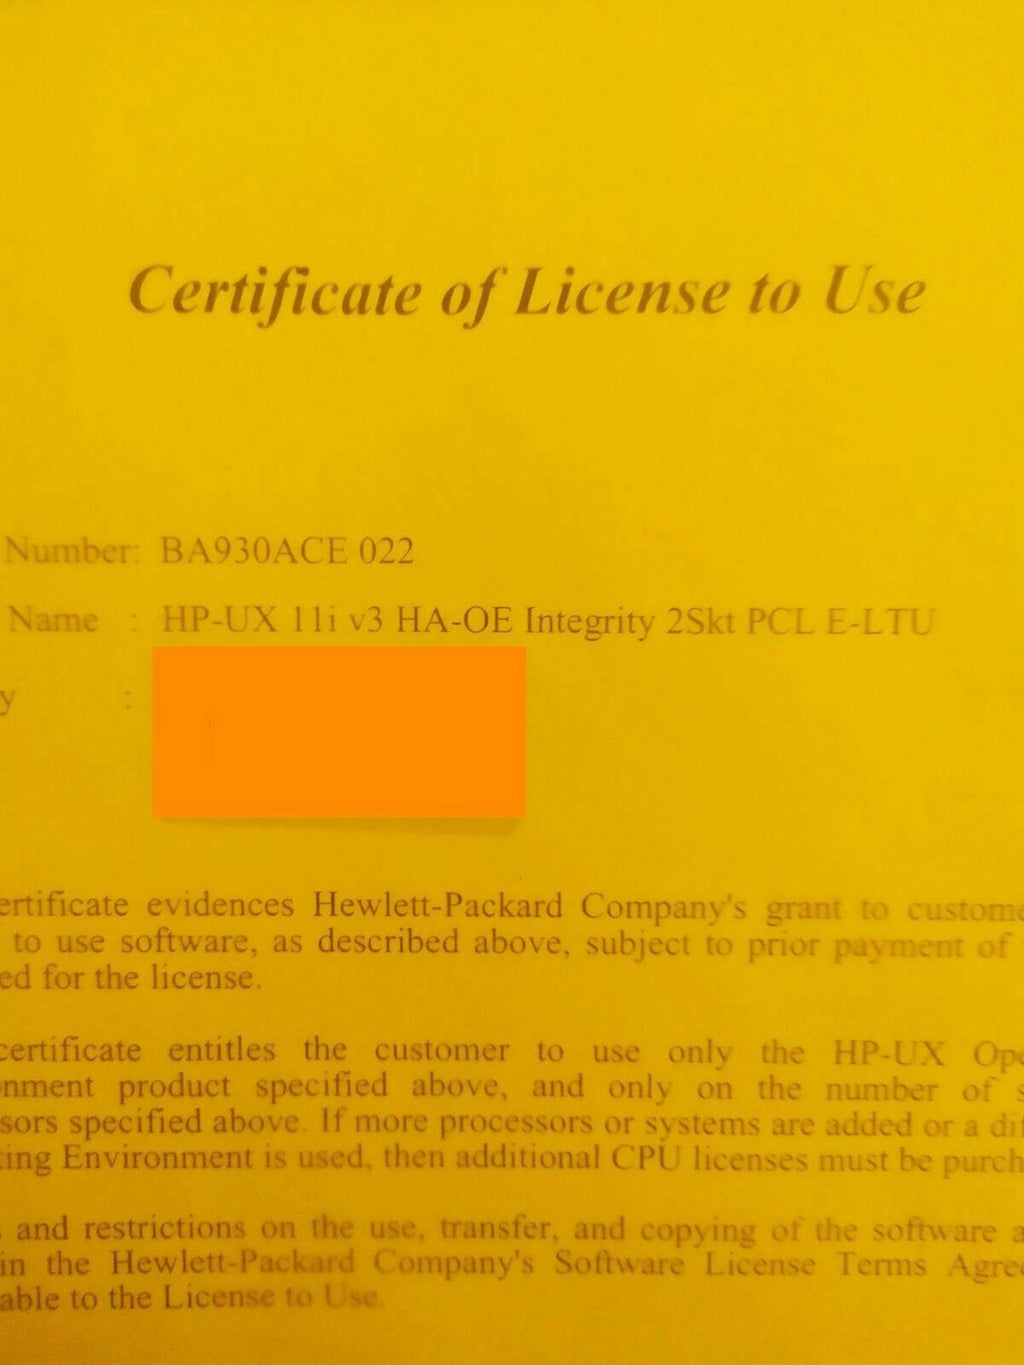 Certificate of License to Use
Number: BA930ACE 022
Name : HP-UX 11i v3 HA-OE Integrity 2Skt PCL E-LTU
y :
ertificate evidences Hewlett-Packard Company's grant to custome
to use software, as described above, subject to prior payment of
ed for the license.
certificate entitles the customer to use only the HP-UX Ope
nment product specified above, and only on the number of s
sors specified above. If more processors or systems are added or a di
ing Environment is used, then additional CPU licenses must be purch
and restrictions on the use, transfer, and copying of the software a
in the Hewlett-Packard Company's Software License Terms Agree
able to the License to Use.